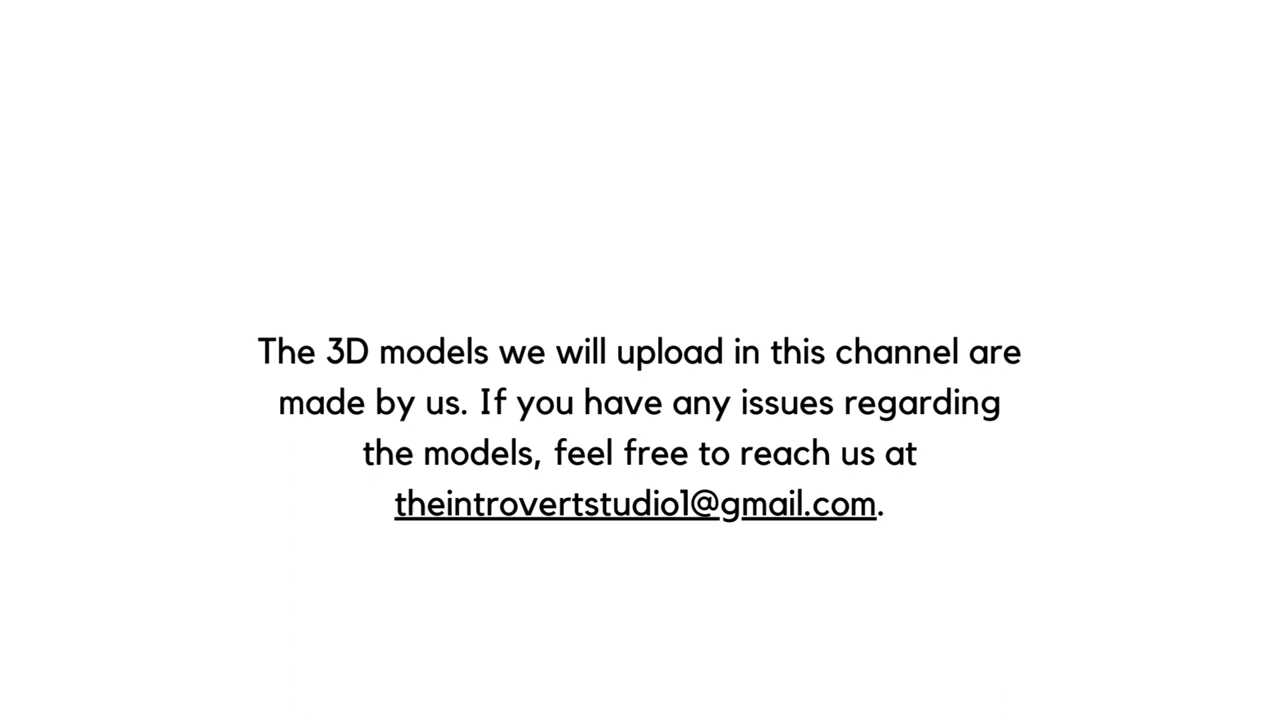 The 3D models we will upload in this channel are
made by us. If you have any issues regarding
the models, feel free to reach us at
theintrovertstudio1@gmail.com.